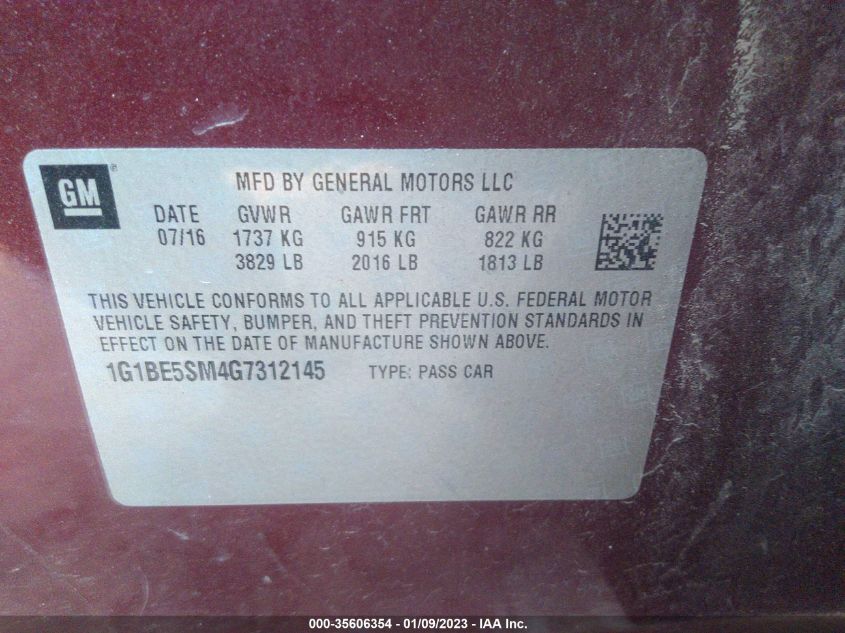 GM ®
MFD BY GENERAL MOTORS LLC
DATE GVWR GAWR FRT GAWR RR
07/16 1737 KG 915 KG 822 KG
3829 LB 2016 LB 1813 LB
THIS VEHICLE CONFORMS TO ALL APPLICABLE U.S. FEDERAL MOTOR
VEHICLE SAFETY, BUMPER, AND THEFT PREVENTION STANDARDS IN
EFFECT ON THE DATE OF MANUFACTURE SHOWN ABOVE.
1G1BE5SM4G7312145 TYPE: PASS CAR
000-35606354 - 01/09/2023 - IAA Inc.